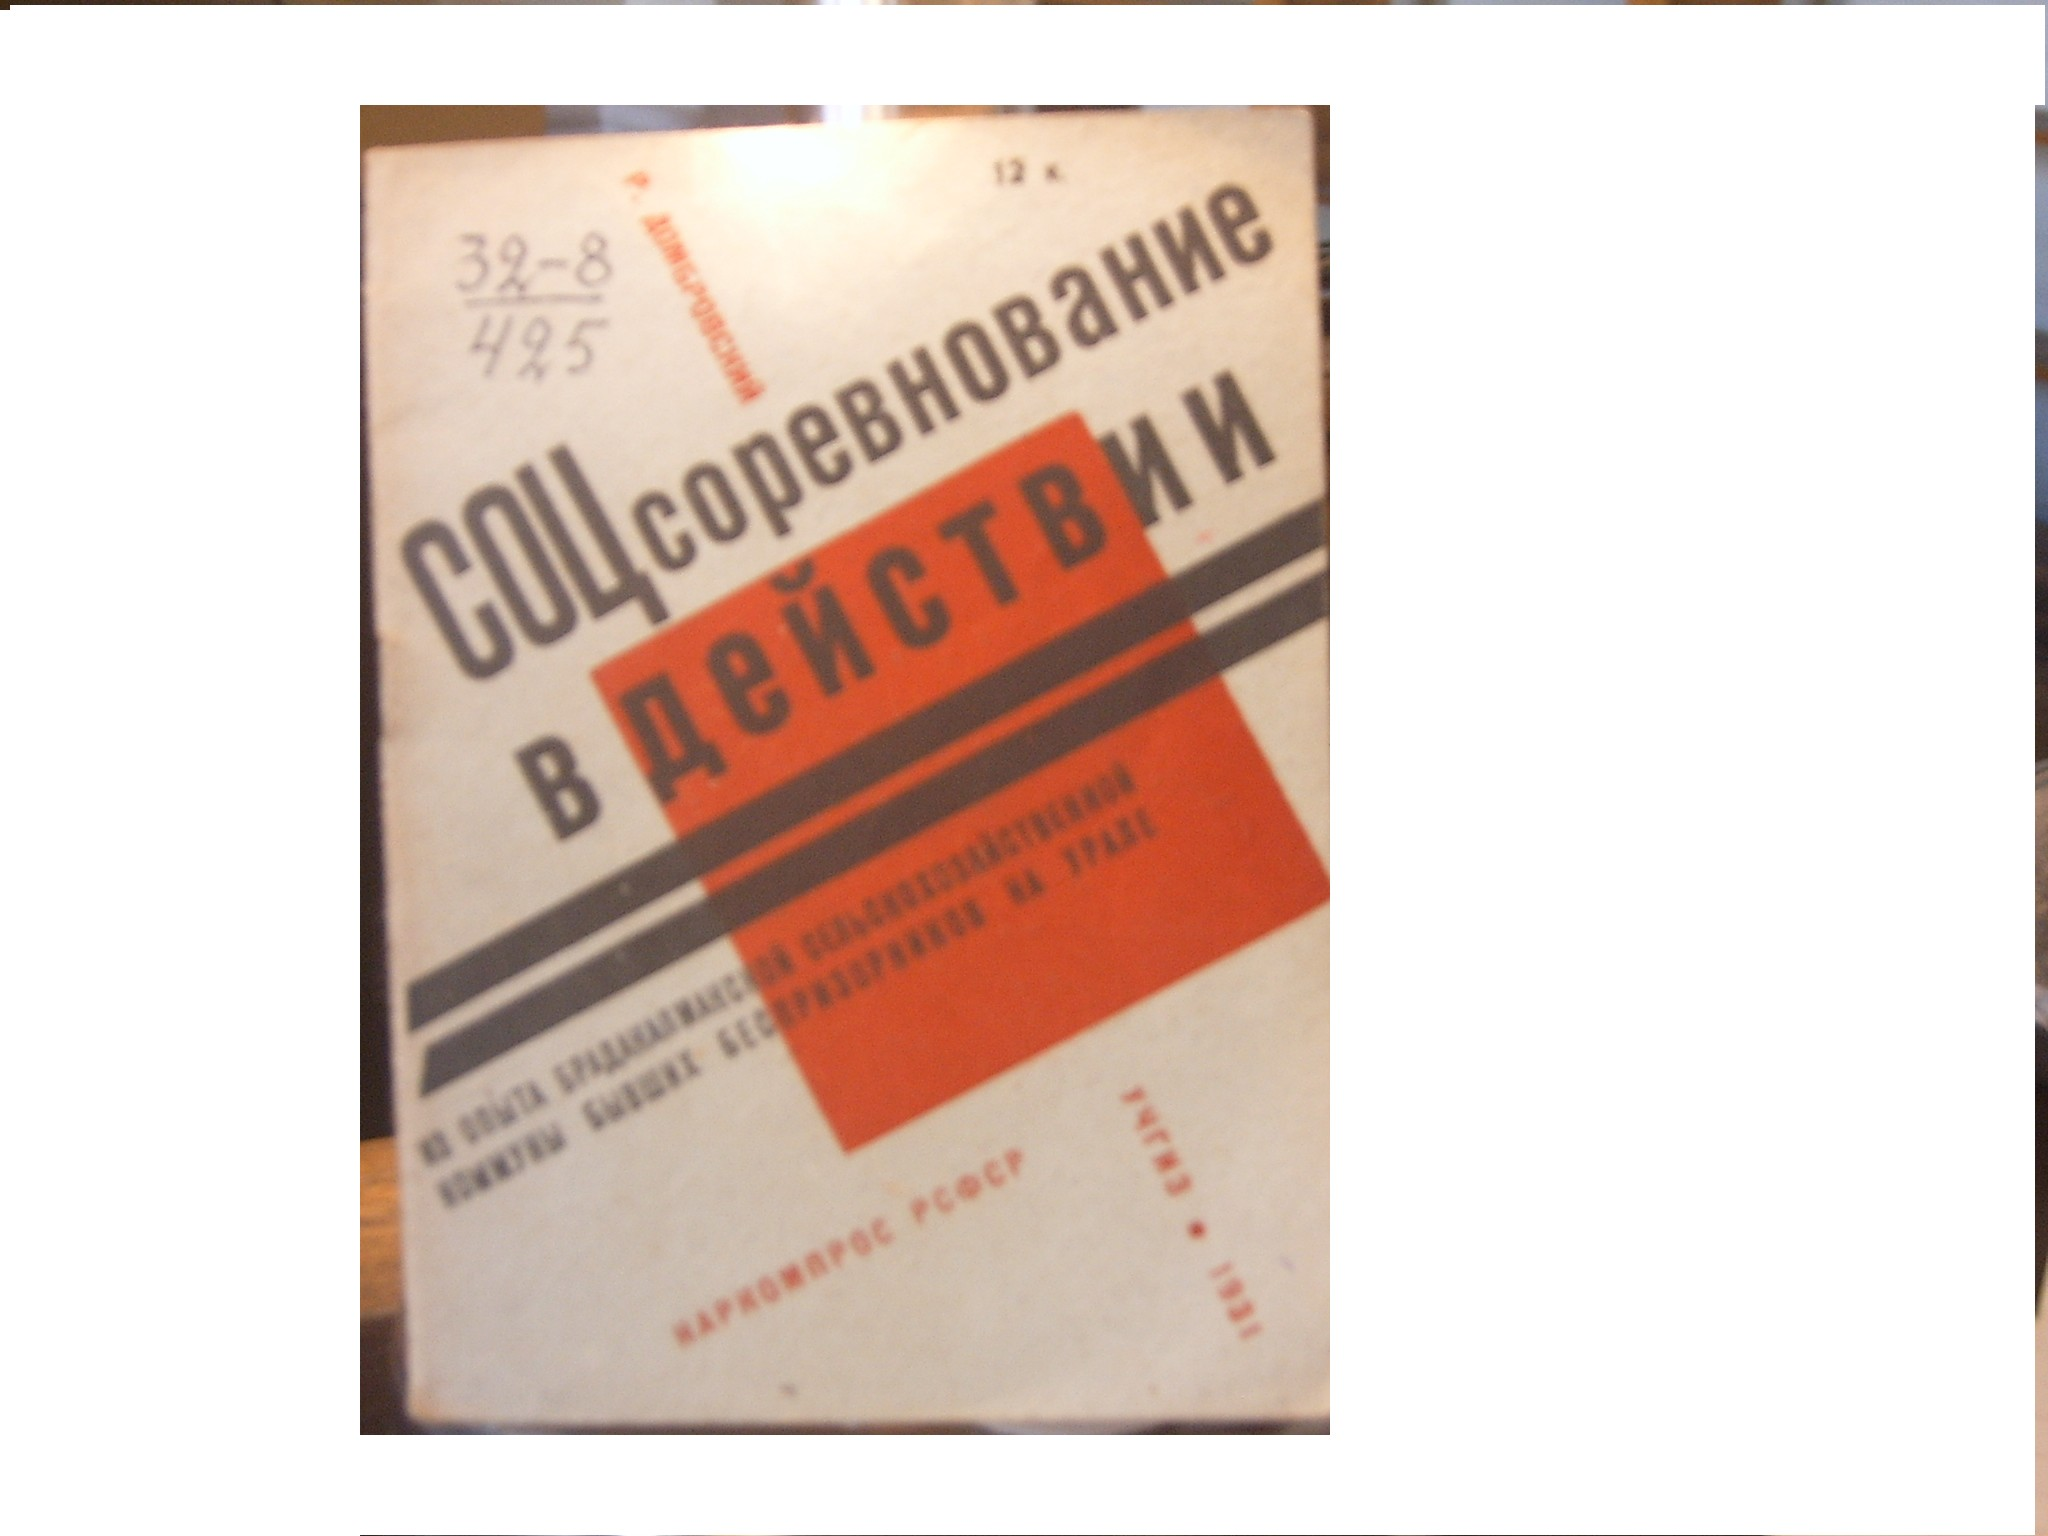 12 к.
32-8
425
Р. ДОМБРОВСКИЙ
СОЦсоревнование
в действии
ИЗ ОПЫТА БРАДАКАЛМАКСКОЙ СЕЛЬСКОХОЗЯЙСТВЕННОЙ
КОММУНЫ БЫВШИХ БЕСПРИЗОРНИКОВ НА УРАЛЕ
НАРКОМПРОС РСФСР
УЧГИЗ • 1931